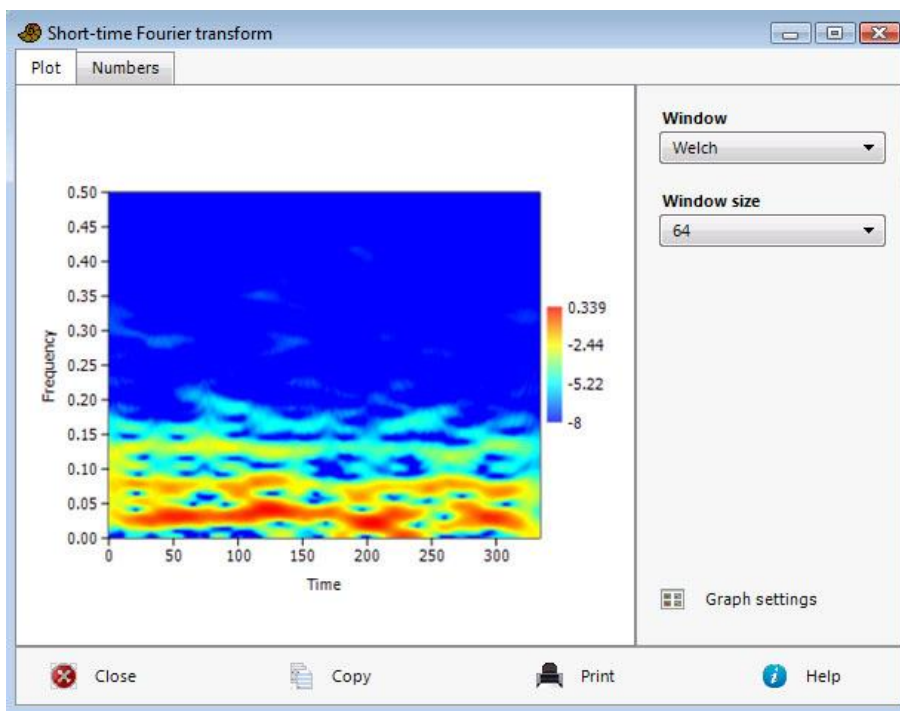 Short-time Fourier transform
Plot
Numbers
Window
Welch
Window size
64
0.50
0.45
0.40
0.35
0.30
0.25
0.20
0.15
0.10
0.05
0.00
Frequency
0
50
100
150
200
250
300
Time
0.339
-2.44
-5.22
-8
Graph settings
Close
Copy
Print
Help